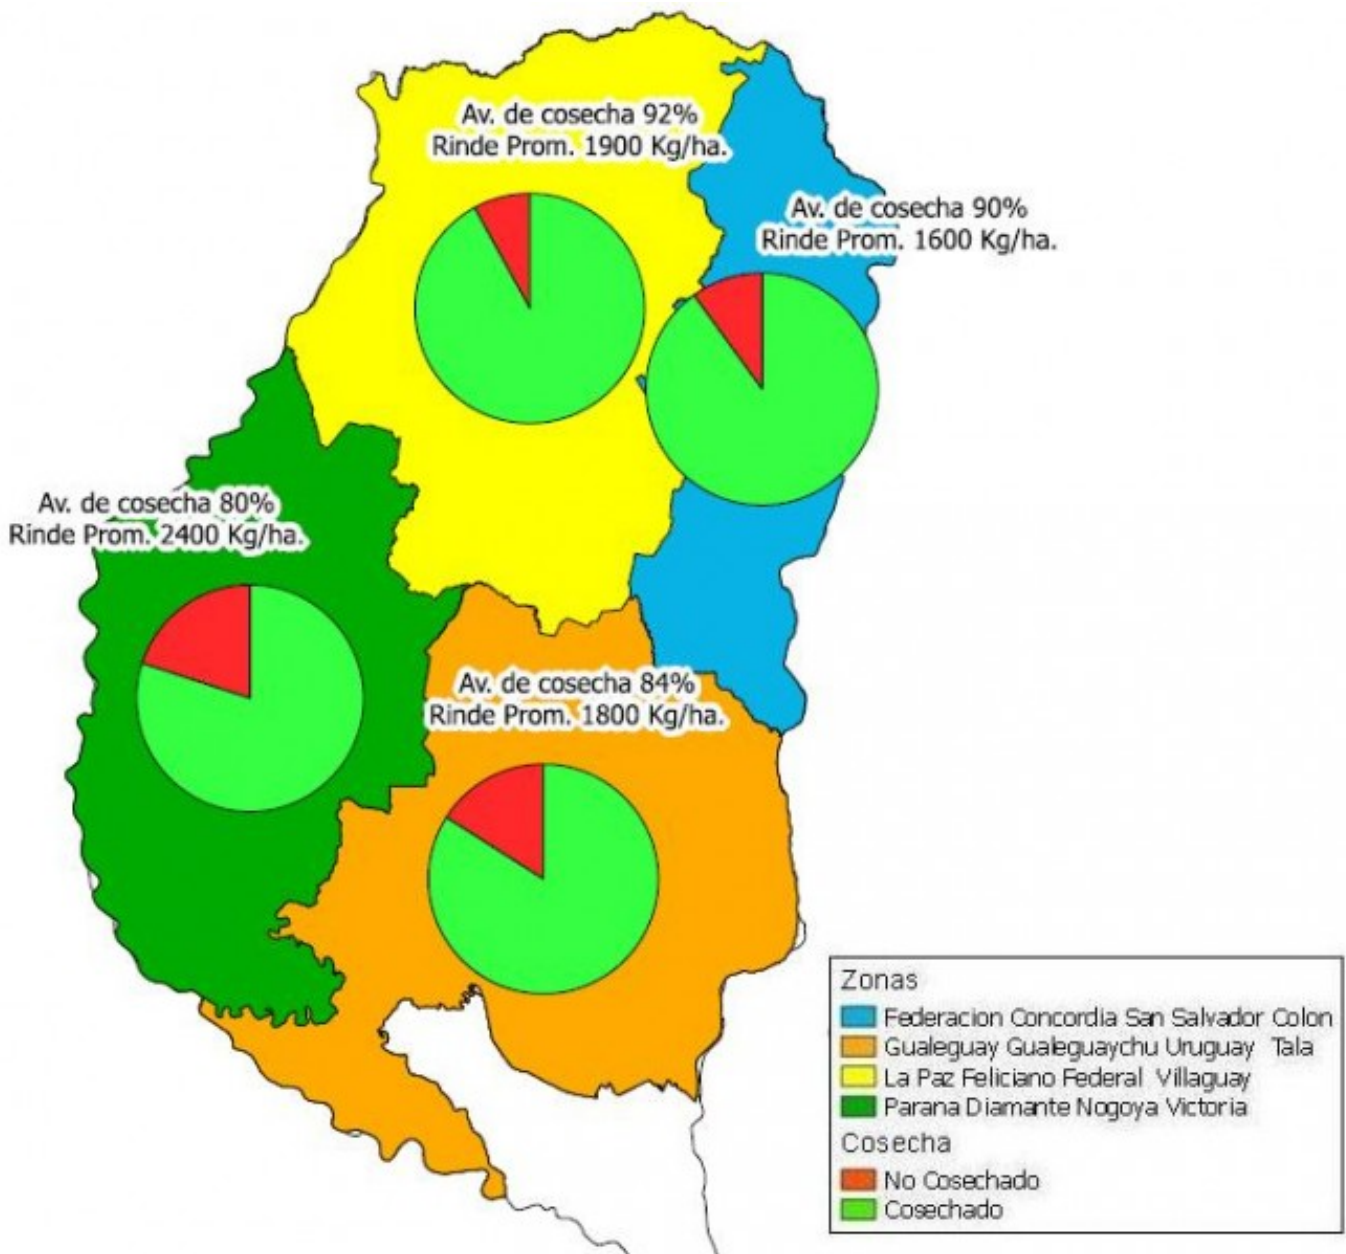 Av. de cosecha 92%
Rinde Prom. 1900 Kg/ha.
Av. de cosecha 90%
Rinde Prom. 1600 Kg/ha.
Av. de cosecha 80%
Rinde Prom. 2400 Kg/ha.
Av. de cosecha 84%
Rinde Prom. 1800 Kg/ha.
Zonas
Federacion Concordia San Salvador Colon
Gualeguay Gualeguaychu Uruguay Tala
La Paz Feliciano Federal Villaguay
Parana Diamante Nogoya Victoria
Cosecha
No Cosechado
Cosechado